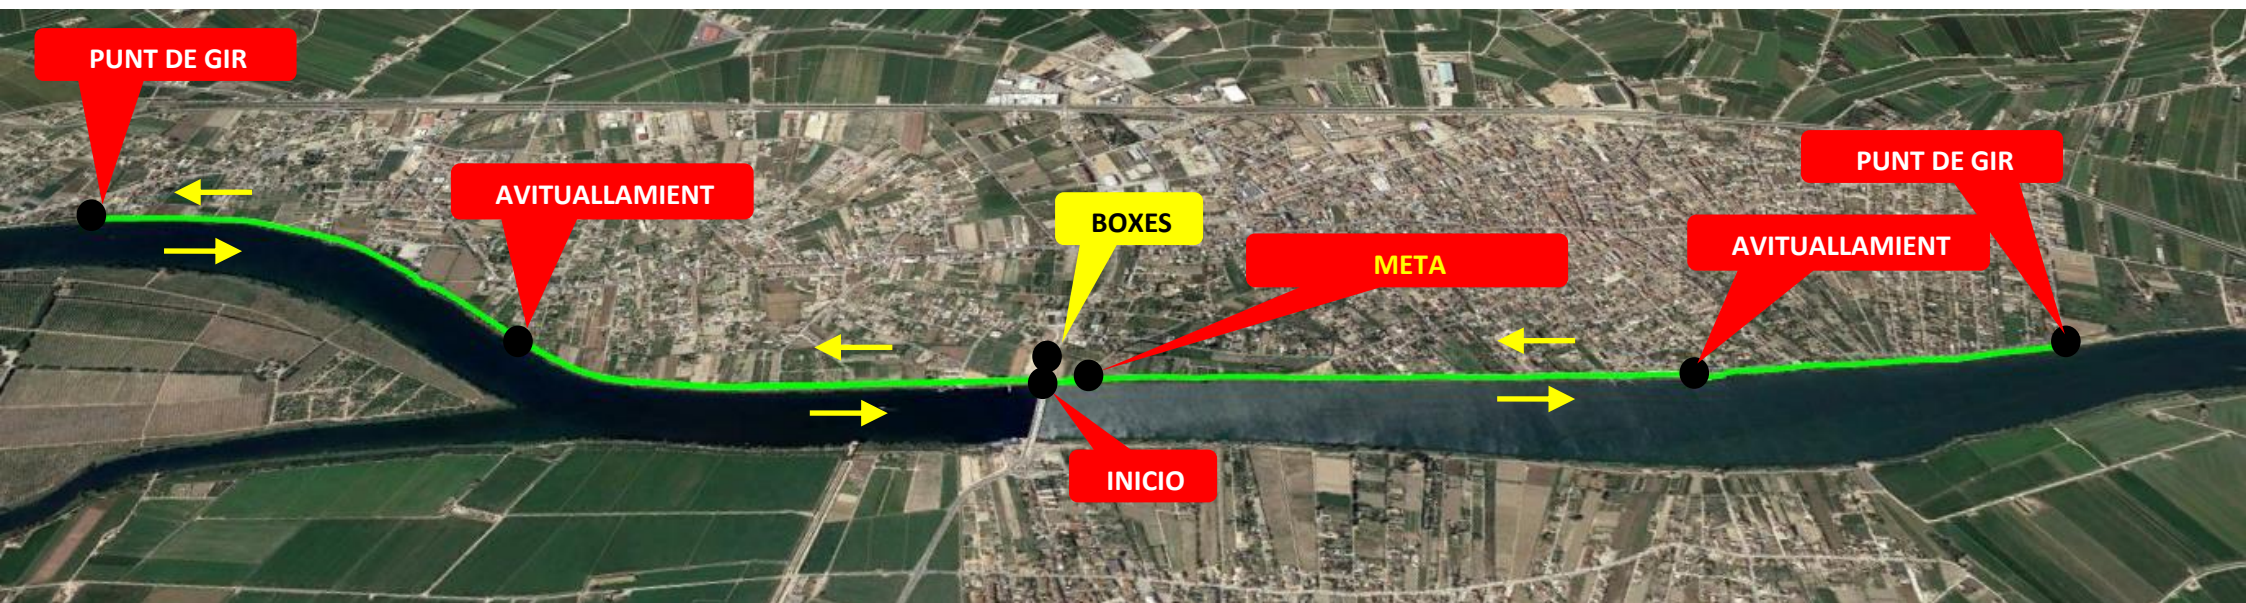 PUNT DE GIR
AVITUALLAMIENT
BOXES
META
INICIO
AVITUALLAMIENT
PUNT DE GIR